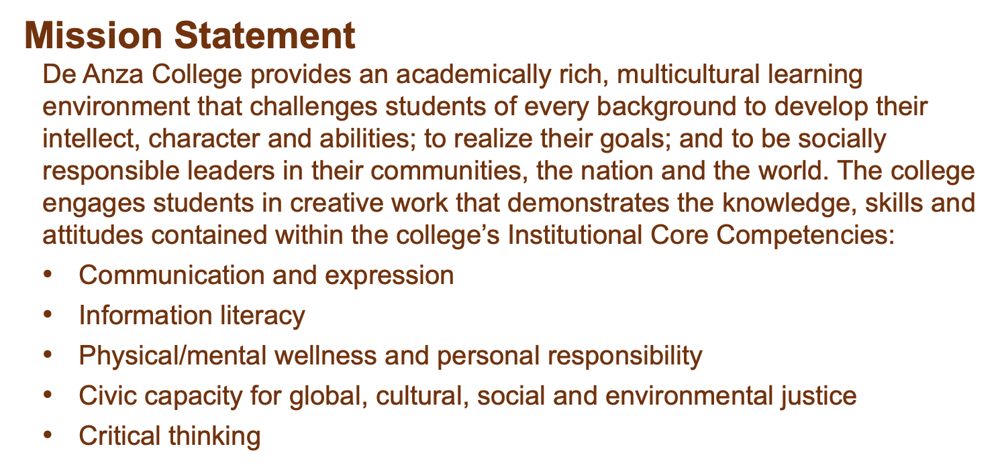 Mission Statement
De Anza College provides an academically rich, multicultural learning
environment that challenges students of every background to develop their
intellect, character and abilities; to realize their goals; and to be socially
responsible leaders in their communities, the nation and the world. The college
engages students in creative work that demonstrates the knowledge, skills and
attitudes contained within the college’s Institutional Core Competencies:
• Communication and expression
• Information literacy
• Physical/mental wellness and personal responsibility
• Civic capacity for global, cultural, social and environmental justice
• Critical thinking